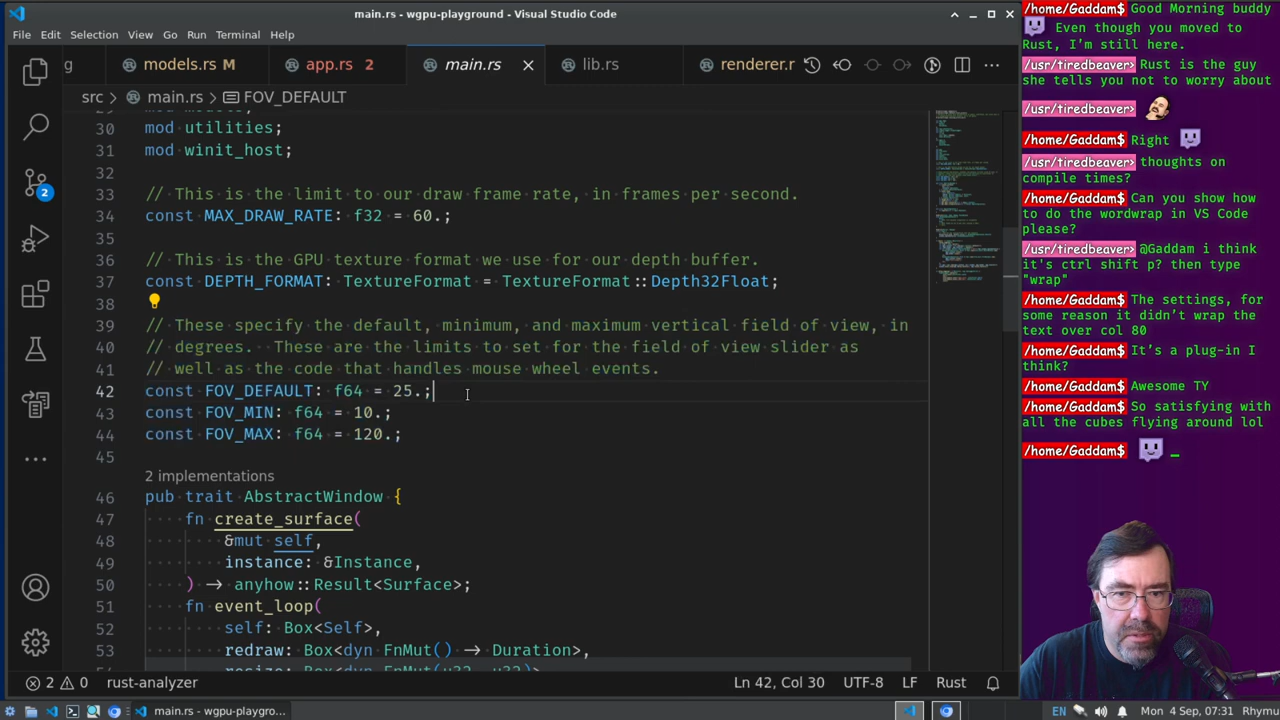 main.rs - wgpu-playground - Visual Studio Code
File Edit Selection View Go Run Terminal Help
g models.rs M app.rs 2 main.rs lib.rs renderer.r
src > main.rs > FOV_DEFAULT
30 mod utilities;
31 mod winit_host;
32
33 // This is the limit to our draw frame rate, in frames per second.
34 const MAX_DRAW_RATE: f32 = 60.;
35
36 // This is the GPU texture format we use for our depth buffer.
37 const DEPTH_FORMAT: TextureFormat = TextureFormat::Depth32Float;
38
39 // These specify the default, minimum, and maximum vertical field of view, in
40 // degrees.  These are the limits to set for the field of view slider as
41 // well as the code that handles mouse wheel events.
42 const FOV_DEFAULT: f64 = 25.;
43 const FOV_MIN: f64 = 10.;
44 const FOV_MAX: f64 = 120.;
45
2 implementations
46 pub trait AbstractWindow {
47 fn create_surface(
48 &mut self,
49 instance: &Instance,
50 ) → anyhow::Result<Surface>;
51 fn event_loop(
52 self: Box<Self>,
53 redraw: Box<dyn FnMut() → Duration>,
resize: Box<dyn FnMut(u32, u32)>
2 0 rust-analyzer Ln 42, Col 30 UTF-8 LF Rust
main.rs - wgpu-playgro... EN Mon 4 Sep, 07:31 Rhymu
/home/Gaddam$ Good Morning buddy
Even though you moved to
Rust, I'm still here.
/usr/tiredbeaver> Rust is the guy
she tells you not to worry about
/usr/tiredbeaver>
/home/Gaddam$ Right
/usr/tiredbeaver> thoughts on
compile times?
/home/Gaddam$ Can you show how
to do the wordwrap in VS Code
please?
/usr/tiredbeaver> @Gaddam i think
it's ctrl shift p? then type
"wrap"
/home/Gaddam$ The settings, for
some reason it didn't wrap the
text over col 80
/home/Gaddam$ It's a plug-in I
think?
/home/Gaddam$ Awesome TY
/home/Gaddam$ So satisfying with
all the cubes flying around lol
/home/Gaddam$ _